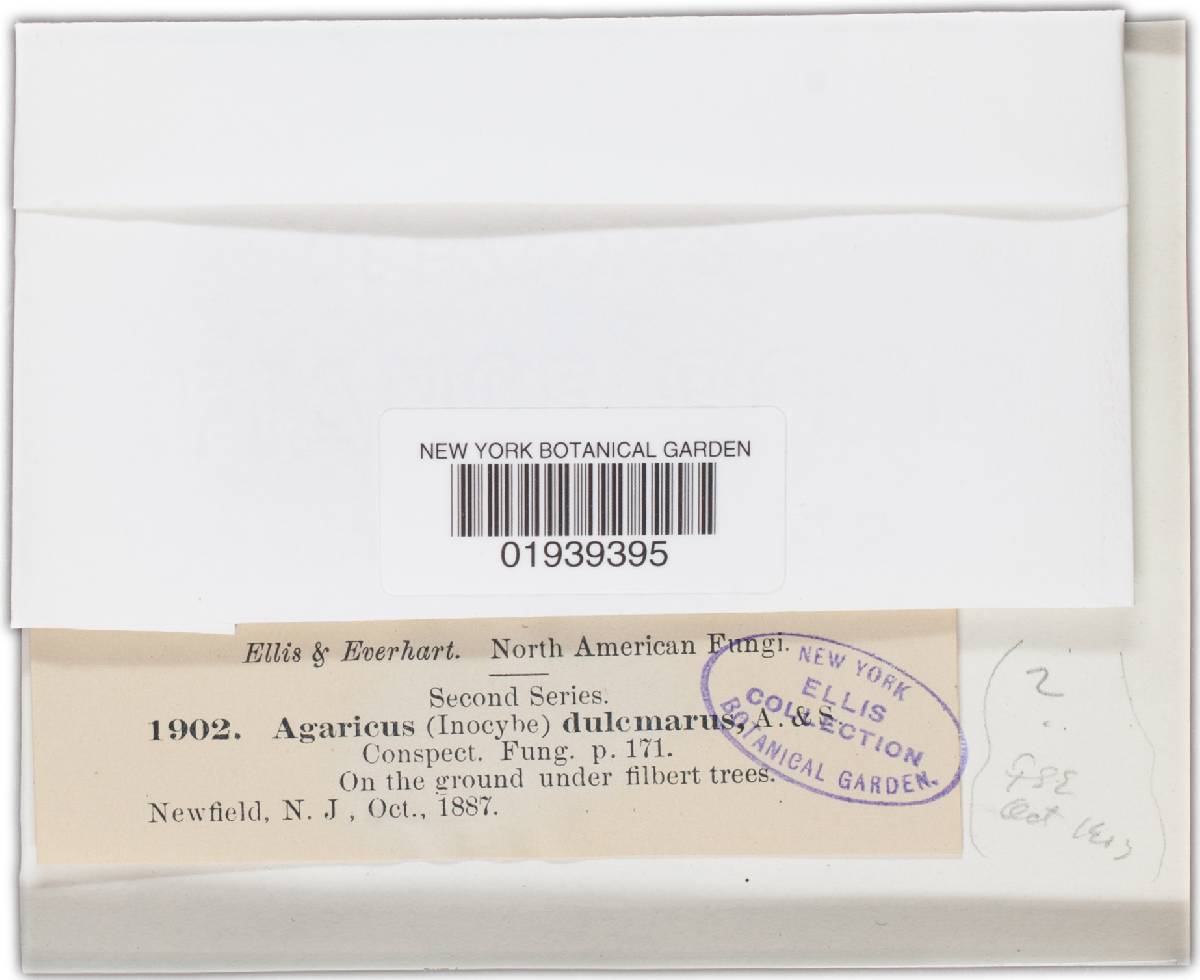 NEW YORK BOTANICAL GARDEN
01939395
Ellis & Everhart. North American Fungi.
Second Series.
1902. Agaricus (Inocybe) dulcmarus, A. & S.
Conspect. Fung. p. 171.
On the ground under filbert trees.
Newfield, N. J , Oct., 1887.
NEW YORK
ELLIS
COLLECTION
BOTANICAL GARDEN.
2
Oct